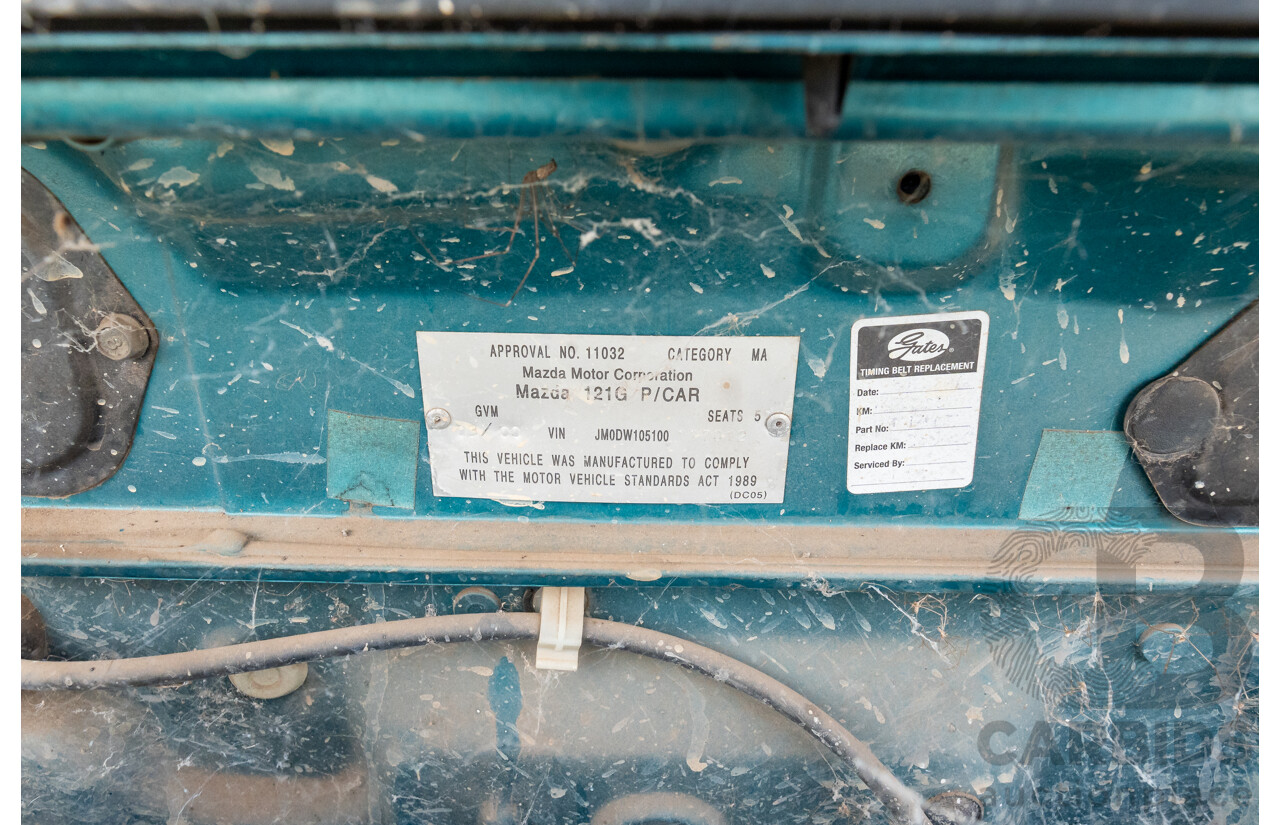 APPROVAL NO. 11032 CATEGORY MA
Mazda Motor Corporation
Mazda 121G P/CAR
GVM SEATS 5
VIN JM0DW105100
THIS VEHICLE WAS MANUFACTURED TO COMPLY
WITH THE MOTOR VEHICLE STANDARDS ACT 1989
(DC05)
Gates
TIMING BELT REPLACEMENT
Date:
KM:
Part No:
Replace KM:
Serviced By: